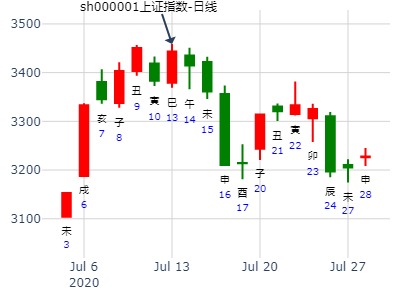 sh000001上证指数-日线
3500
3400
3300
3200
3100
未
3
戌
6
亥
7
子
8
丑
9
寅
10
巳
13
午
14
未
15
申
16
酉
17
子
20
丑
21
寅
22
卯
23
辰
24
未
27
申
28
Jul 6
2020
Jul 13
Jul 20
Jul 27